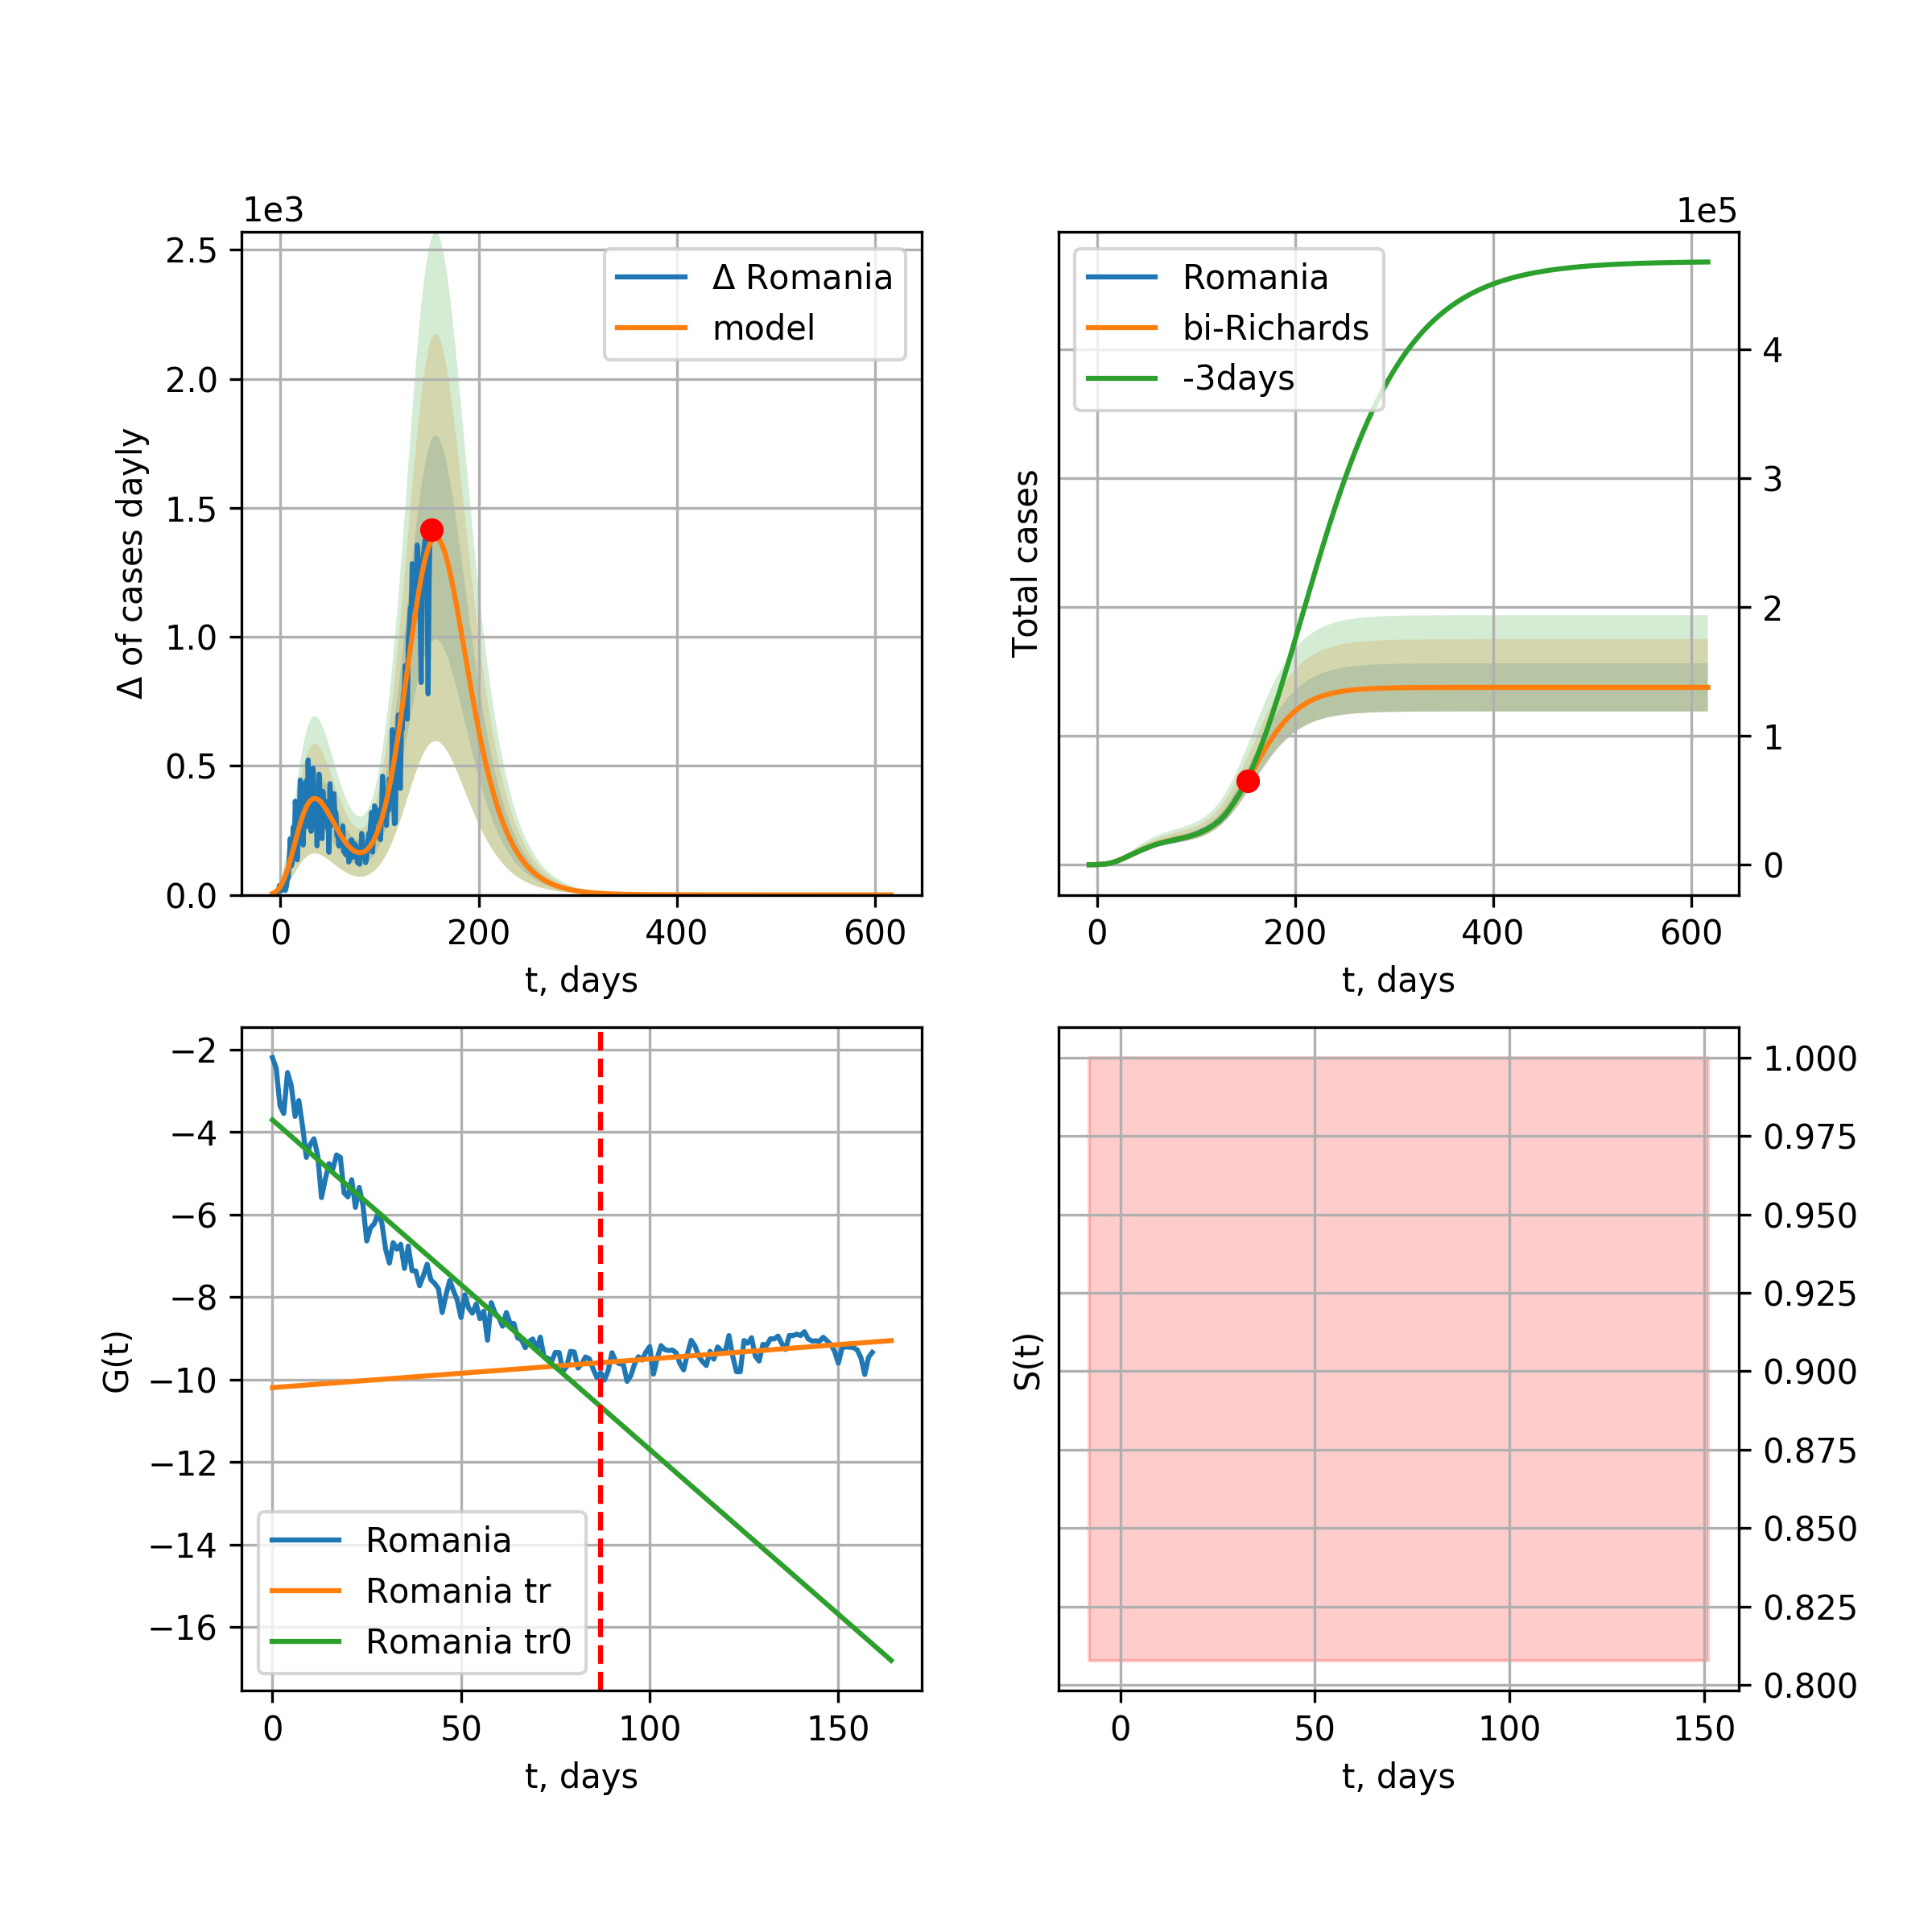 1e3
2.5
2.0
1.5
1.0
0.5
0.0
Δ of cases dayly
Δ Romania
model
0 200 400 600
t, days
1e5
Romania
bi-Richards
-3days
Total cases
4
3
2
1
0
0 200 400 600
t, days
−2
−4
−6
−8
−10
−12
−14
−16
G(t)
Romania
Romania tr
Romania tr0
0 50 100 150
t, days
S(t)
1.000
0.975
0.950
0.925
0.900
0.875
0.850
0.825
0.800
0 50 100 150
t, days